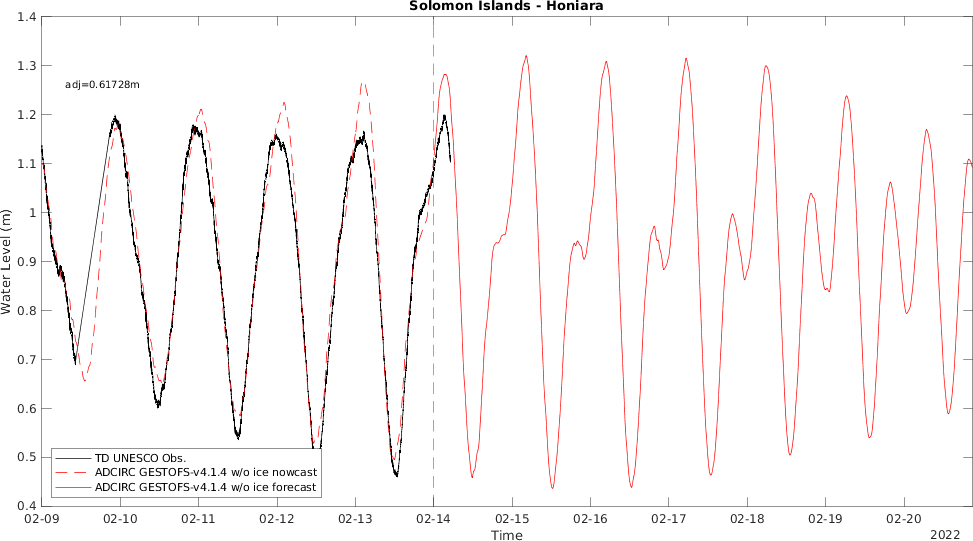 Solomon Islands - Honiara
1.4
1.3
1.2
1.1
1
0.9
0.8
0.7
0.6
0.5
0.4
Water Level (m)
adj=0.61728m
TD UNESCO Obs.
ADCIRC GESTOFS-v4.1.4 w/o ice nowcast
ADCIRC GESTOFS-v4.1.4 w/o ice forecast
02-09 02-10 02-11 02-12 02-13 02-14 02-15 02-16 02-17 02-18 02-19 02-20
Time
2022